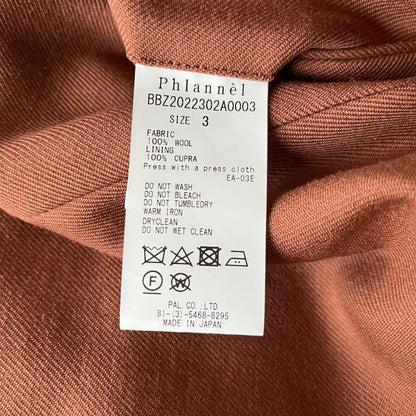 Phlannèl
BBZ2022302A0003
SIZE 3
FABRIC
100% WOOL
LINING
100% CUPRA
Press with a press cloth
EA-03E
DO NOT WASH
DO NOT BLEACH
DO NOT TUMBLEDRY
WARM IRON
DRYCLEAN
DO NOT WET CLEAN
F
W
PAL.CO.,LTD
81-(3)-5468-8295
MADE IN JAPAN